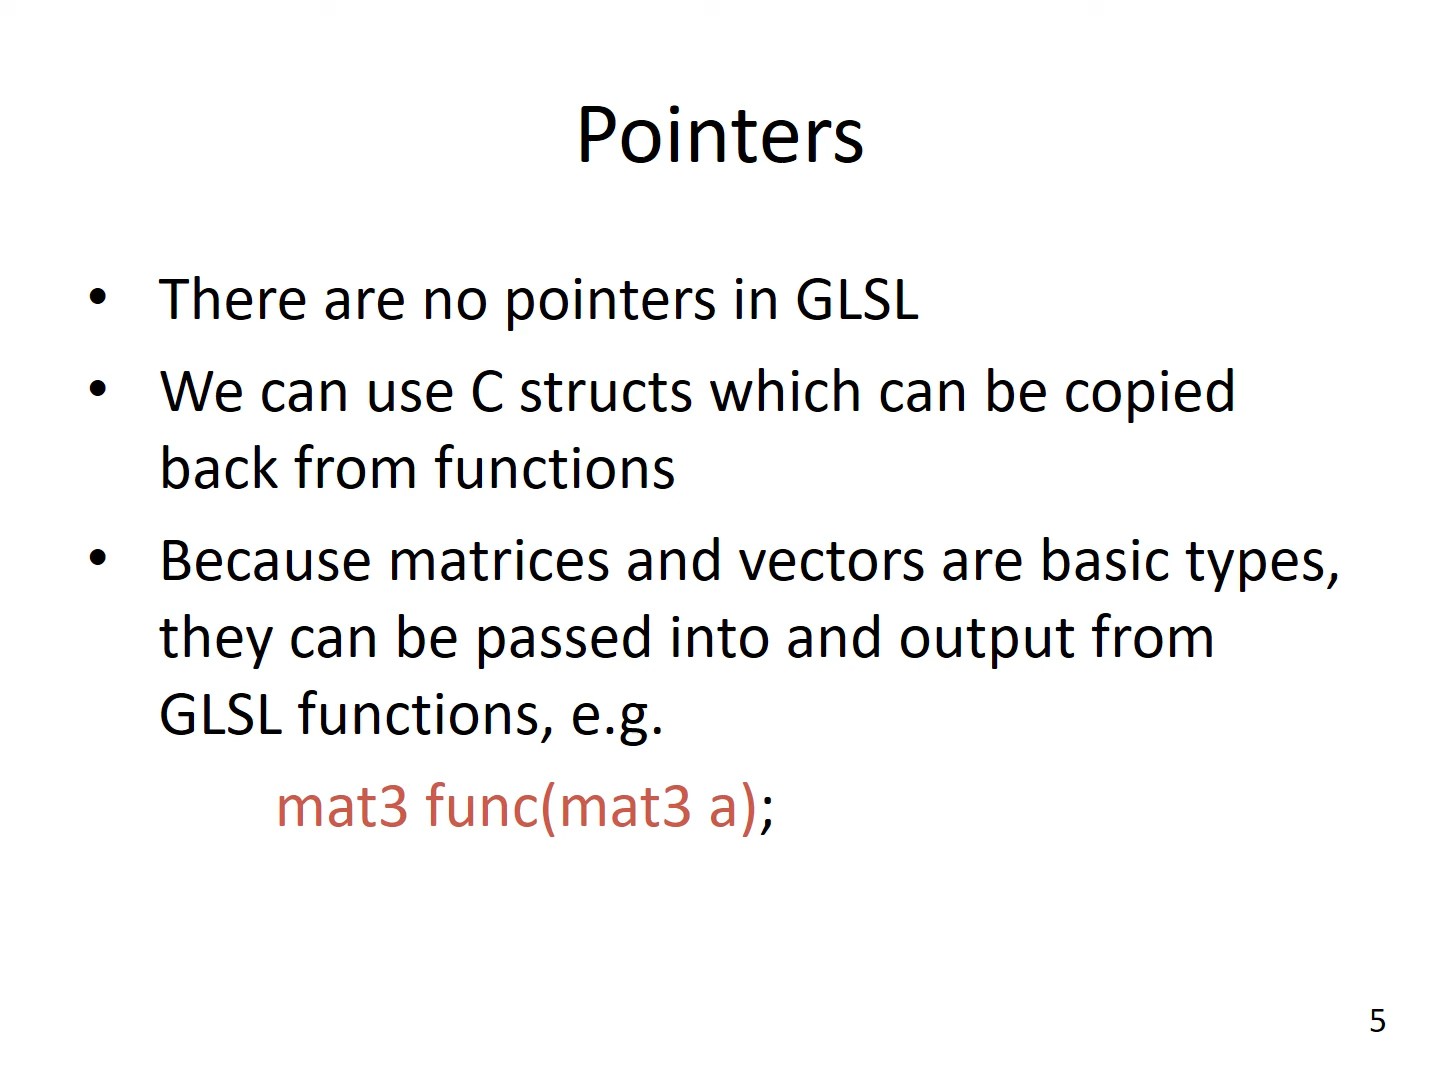 Pointers
• There are no pointers in GLSL
• We can use C structs which can be copied
back from functions
• Because matrices and vectors are basic types,
they can be passed into and output from
GLSL functions, e.g.
mat3 func(mat3 a);
5